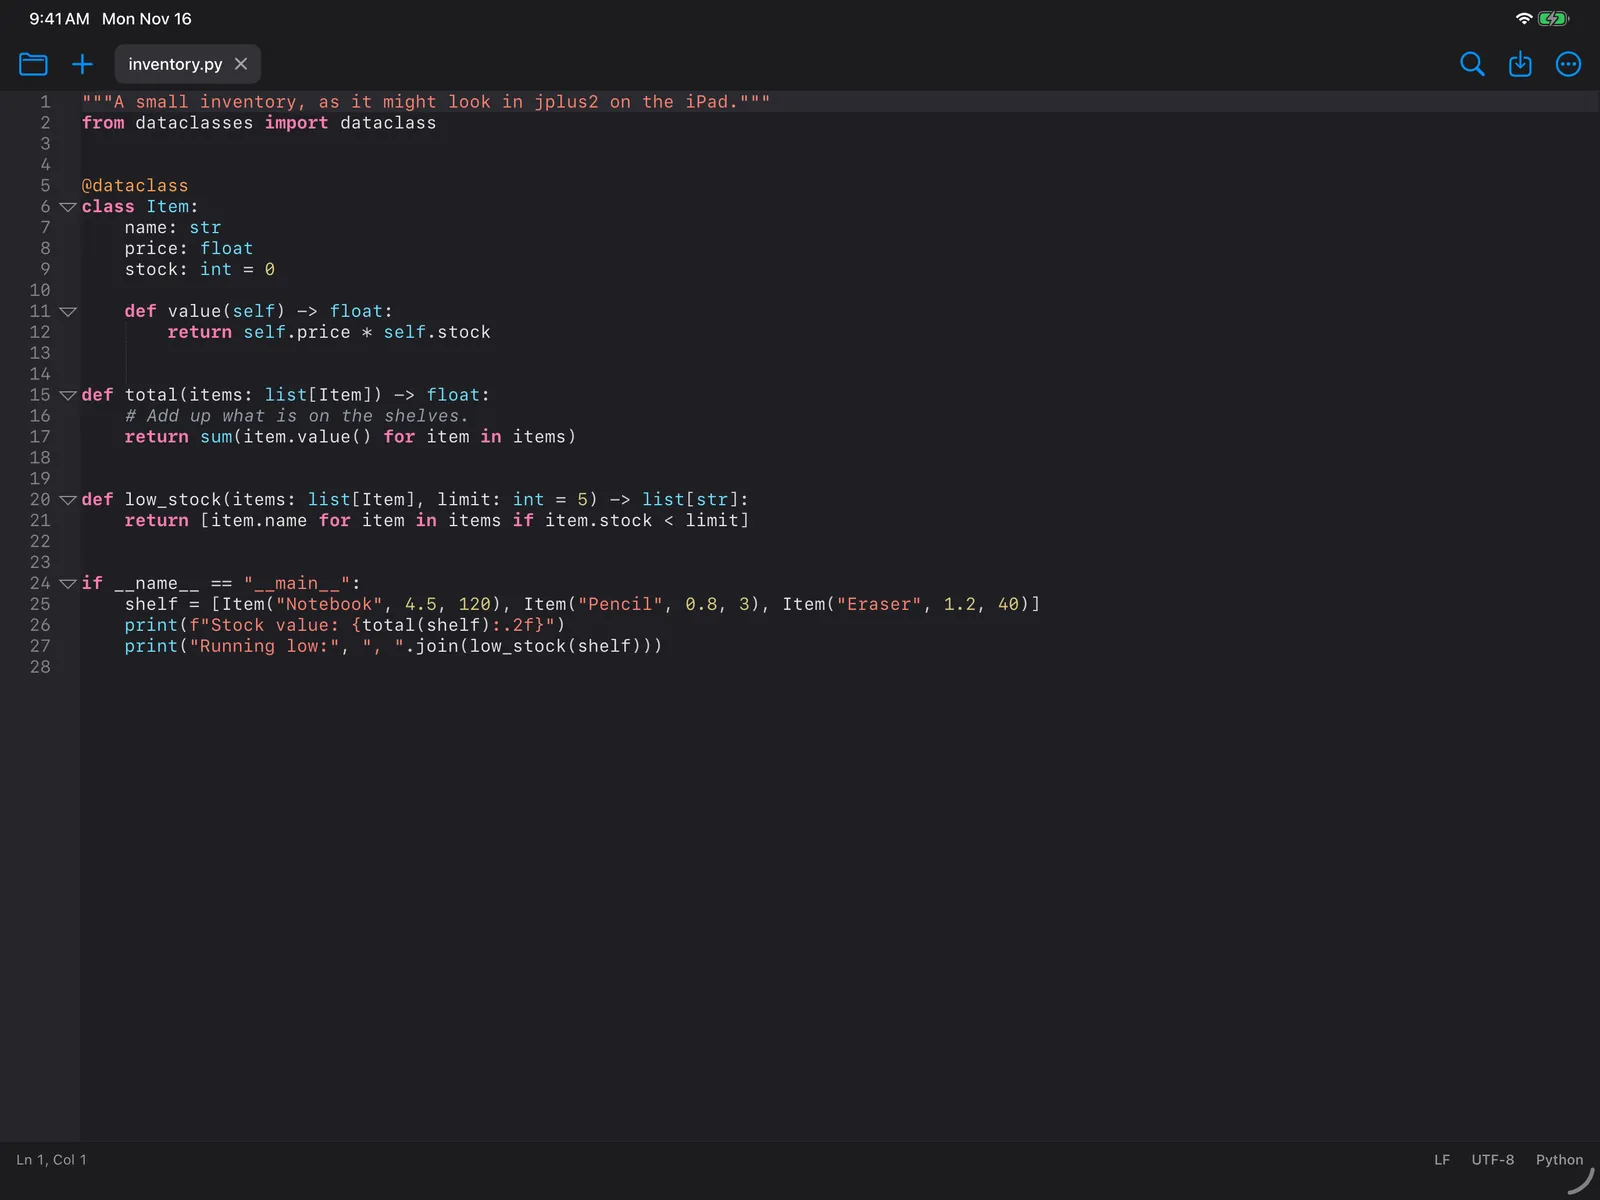 9:41 AM Mon Nov 16
inventory.py
1 """A small inventory, as it might look in jplus2 on the iPad."""
2 from dataclasses import dataclass
3
4
5 @dataclass
6 class Item:
7     name: str
8     price: float
9     stock: int = 0
10
11     def value(self) -> float:
12         return self.price * self.stock
13
14
15 def total(items: list[Item]) -> float:
16     # Add up what is on the shelves.
17     return sum(item.value() for item in items)
18
19
20 def low_stock(items: list[Item], limit: int = 5) -> list[str]:
21     return [item.name for item in items if item.stock < limit]
22
23
24 if __name__ == "__main__":
25     shelf = [Item("Notebook", 4.5, 120), Item("Pencil", 0.8, 3), Item("Eraser", 1.2, 40)]
26     print(f"Stock value: {total(shelf):.2f}")
27     print("Running low:", ", ".join(low_stock(shelf)))
28
Ln 1, Col 1 LF UTF-8 Python